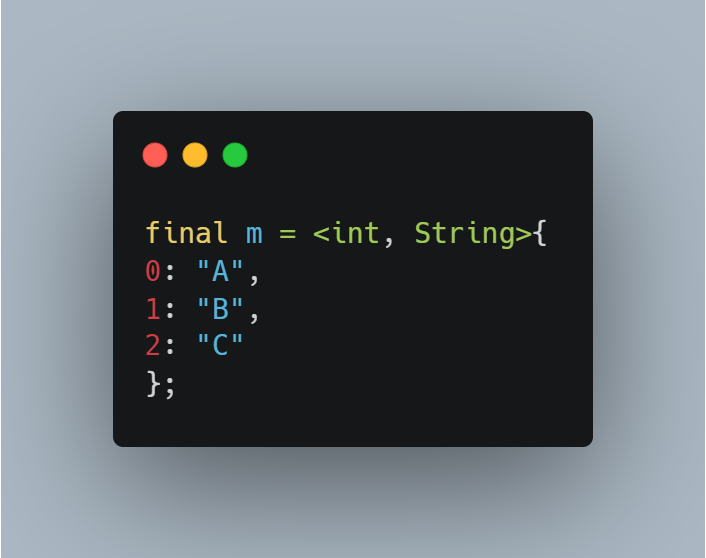 final m = <int, String>{
0: "A",
1: "B",
2: "C"
};